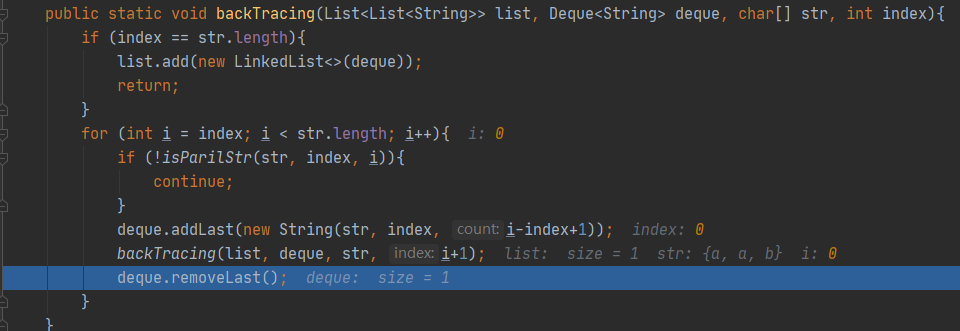 public static void backTracing(List<List<String>> list, Deque<String> deque, char[] str, int index){
if (index == str.length){
list.add(new LinkedList<>(deque));
return;
}
for (int i = index; i < str.length; i++){ i: 0
if (!isParilStr(str, index, i)){
continue;
}
deque.addLast(new String(str, index, count: i-index+1)); index: 0
backTracing(list, deque, str, index: i+1); list: size = 1 str: {a, a, b} i: 0
deque.removeLast(); deque: size = 1
}
}